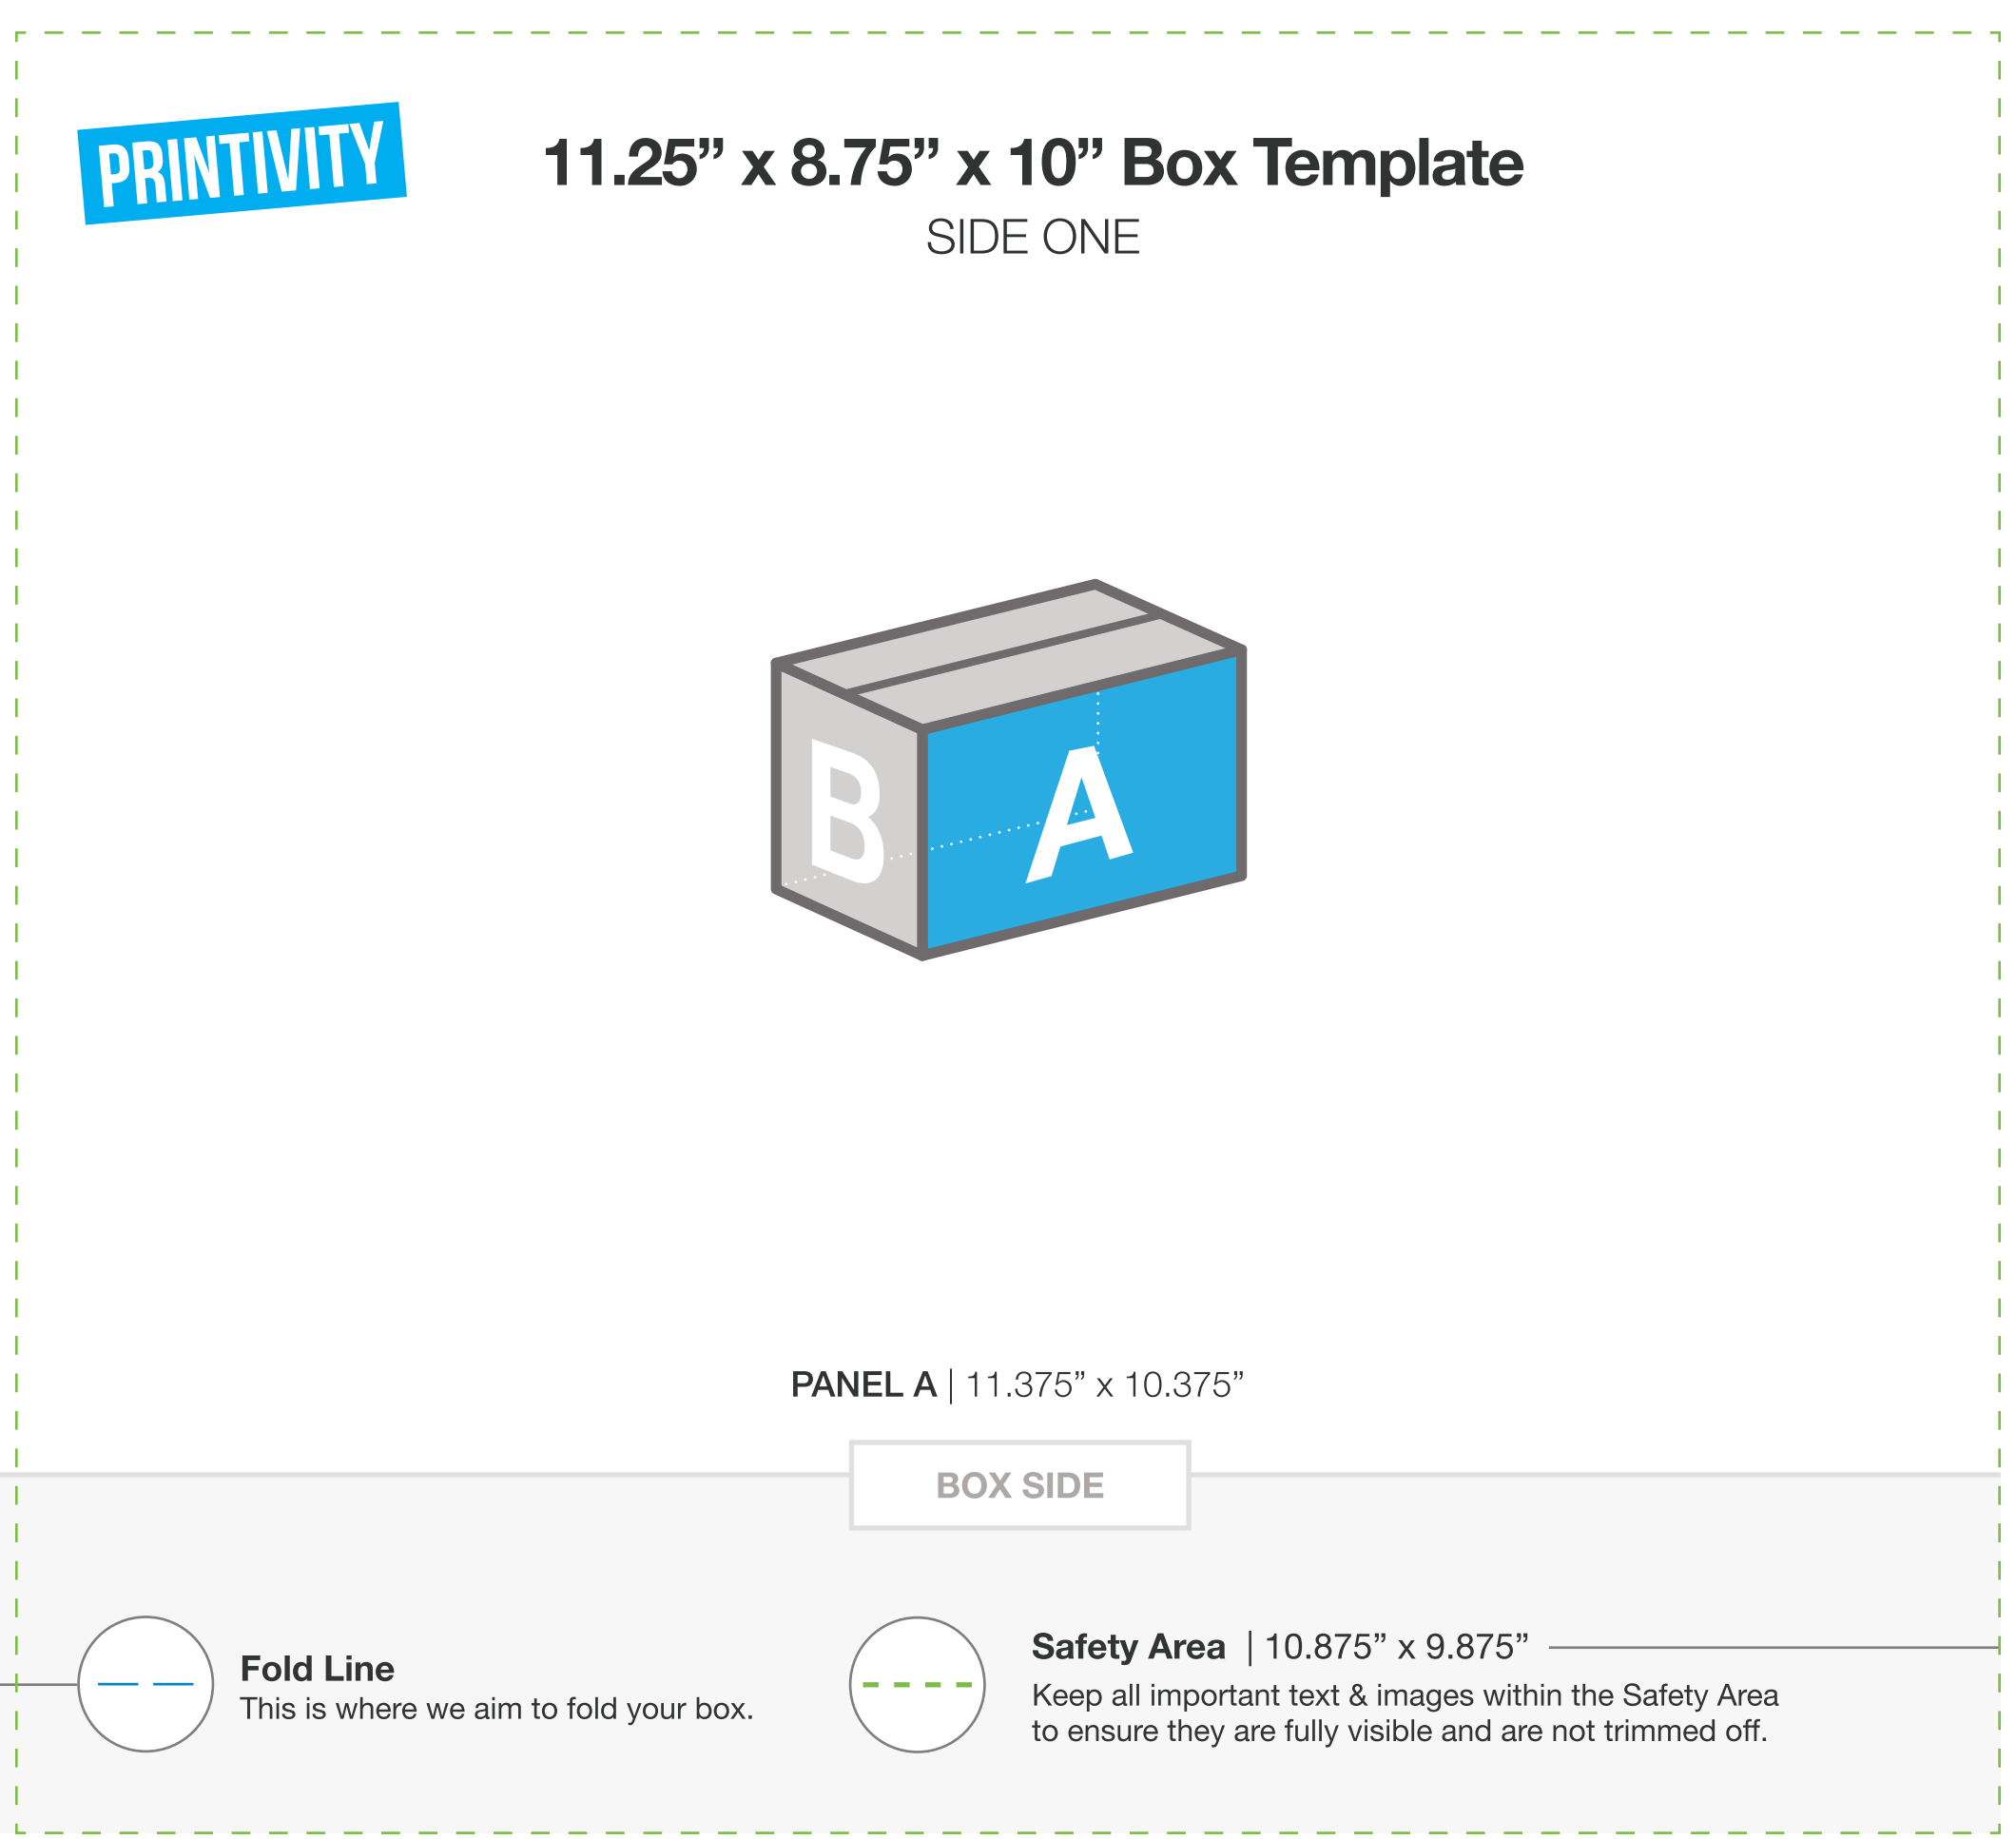 PRINTIVITY
11.25” x 8.75” x 10” Box Template
SIDE ONE
B
A
PANEL A | 11.375” x 10.375”
BOX SIDE
Fold Line
This is where we aim to fold your box.
Safety Area | 10.875” x 9.875”
Keep all important text & images within the Safety Area
to ensure they are fully visible and are not trimmed off.